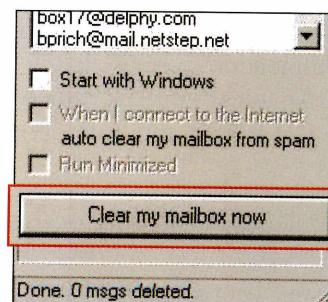 box17@delphy.com
bprich@mail.netstep.net
Start with Windows
When I connect to the Internet
auto clear my mailbox from spam
Run Minimized
Clear my mailbox now
Done. 0 msgs deleted.